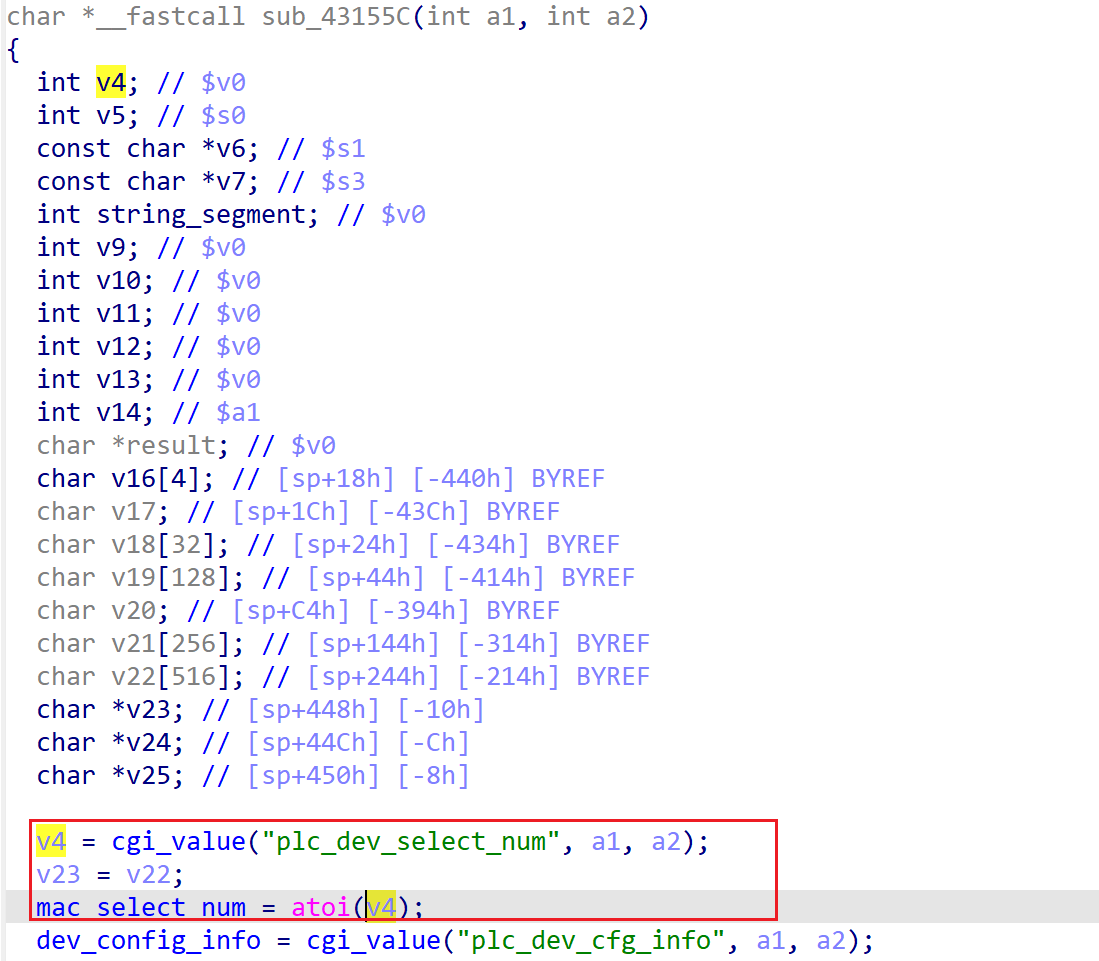 char *__fastcall sub_43155C(int a1, int a2)
{
int v4; // $v0
int v5; // $s0
const char *v6; // $s1
const char *v7; // $s3
int string_segment; // $v0
int v9; // $v0
int v10; // $v0
int v11; // $v0
int v12; // $v0
int v13; // $v0
int v14; // $a1
char *result; // $v0
char v16[4]; // [sp+18h] [-440h] BYREF
char v17; // [sp+1Ch] [-43Ch] BYREF
char v18[32]; // [sp+24h] [-434h] BYREF
char v19[128]; // [sp+44h] [-414h] BYREF
char v20; // [sp+C4h] [-394h] BYREF
char v21[256]; // [sp+144h] [-314h] BYREF
char v22[516]; // [sp+244h] [-214h] BYREF
char *v23; // [sp+448h] [-10h]
char *v24; // [sp+44Ch] [-Ch]
char *v25; // [sp+450h] [-8h]
v4 = cgi_value("plc_dev_select_num", a1, a2);
v23 = v22;
mac_select_num = atoi(v4);
dev_config_info = cgi_value("plc_dev_cfg_info", a1, a2);